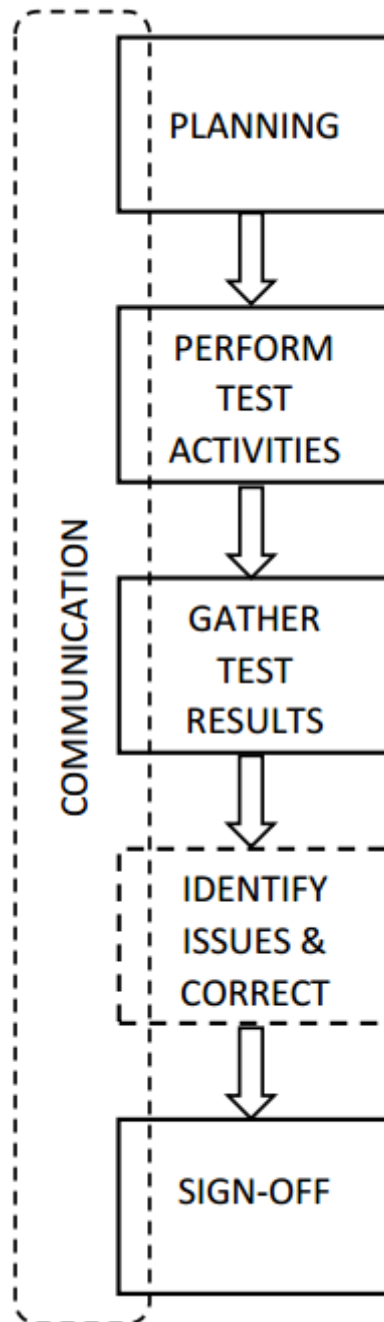 PLANNING
PERFORM
TEST
ACTIVITIES
COMMUNICATION
GATHER
TEST
RESULTS
IDENTIFY
ISSUES &
CORRECT
SIGN-OFF